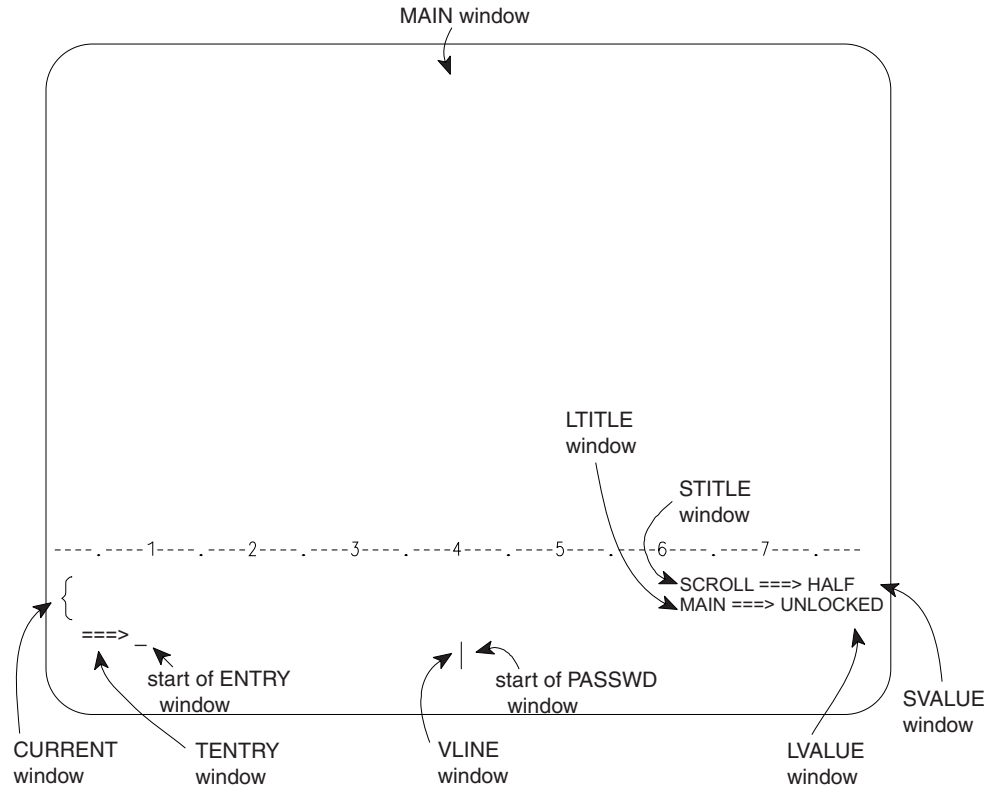 MAIN window
LTITLE
window
STITLE
window
----.----1----.----2----.----3----.----4----.----5----.----6----.----7----.----
SCROLL ===> HALF
MAIN ===> UNLOCKED
===> _
start of ENTRY
window
start of PASSWD
window
SVALUE
window
CURRENT
window
TENTRY
window
VLINE
window
LVALUE
window